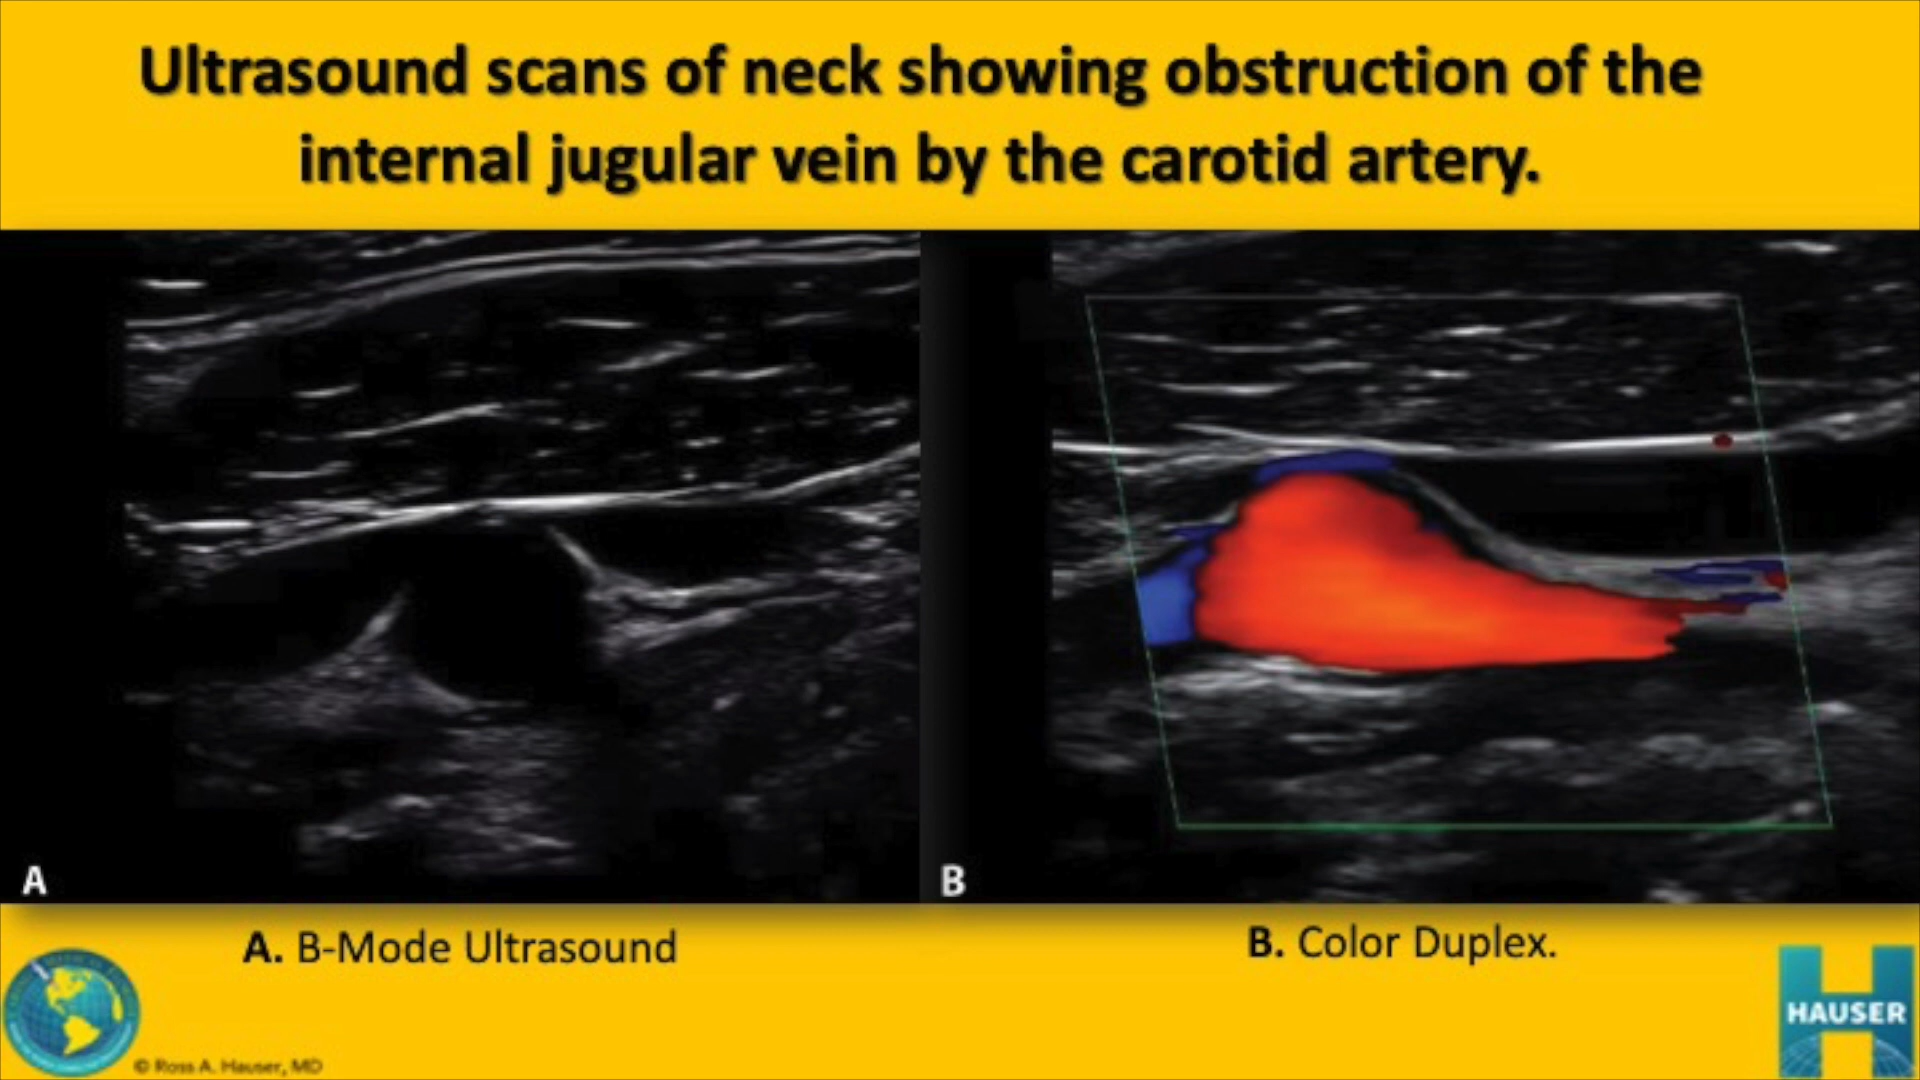 Ultrasound scans of neck showing obstruction of the
internal jugular vein by the carotid artery.
A
B
A. B-Mode Ultrasound
B. Color Duplex.
HAUSER
© Ross A. Hauser, MD